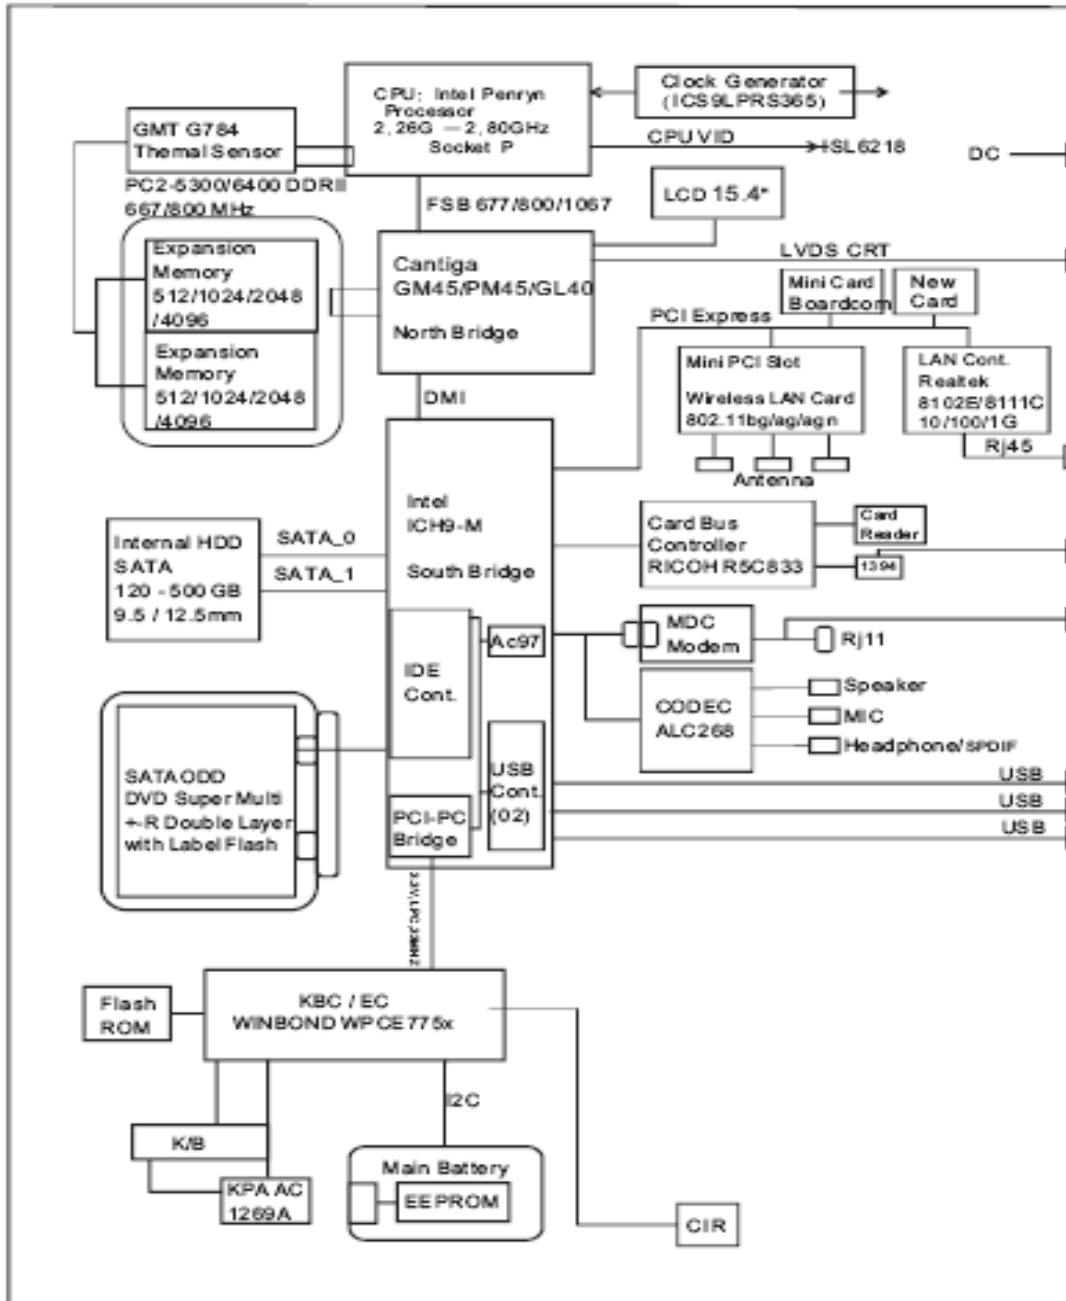 CPU: Intel Penryn
Processor
2,26G — 2,80GHz
Socket P
Clock Generator
(ICS9LPRS365)
GMT G784
Themal Sensor
CPU VID
ISL6218
DC
PC2-5300/6400 DDRII
667/800 MHz
FSB 677/800/1067
LCD 15.4"
Expansion
Memory
512/1024/2048
/4096
Expansion
Memory
512/1024/2048
/4096
Cantiga
GM45/PM45/GL40
North Bridge
LVDS CRT
Mini Card
Boardcom
New
Card
PCI Express
Mini PCI Slot
Wireless LAN Card
802.11bg/ag/agn
LAN Cont.
Realtek
8102E/8111C
10/100/1G
Rj45
Antenna
DMI
Intel
ICH9-M
South Bridge
Internal HDD
SATA
120 - 500 GB
9.5 / 12.5mm
SATA_0
SATA_1
Card Bus
Controller
RICOH R5C833
Card
Reader
1394
Ac97
IDE
Cont.
MDC
Modem
Rj11
CODEC
ALC268
Speaker
MIC
Headphone/SPDIF
SATA ODD
DVD Super Multi
+-R Double Layer
with Label Flash
USB
Cont.
(02)
PCI-PC
Bridge
USB
USB
USB
3.3V,LPC,33MHZ
Flash
ROM
KBC / EC
WINBOND WPCE775x
I2C
K/B
KPA AC
1269A
Main Battery
EEPROM
CIR